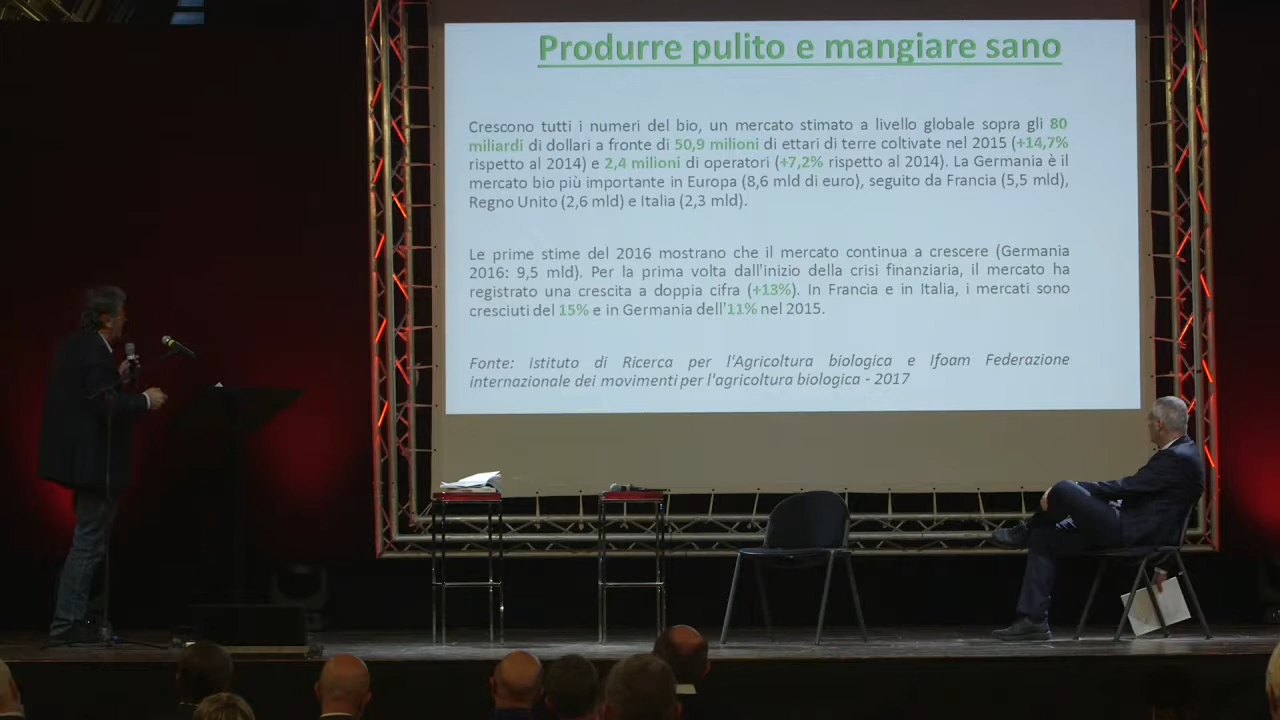 Produrre pulito e mangiare sano
Crescono tutti i numeri del bio, un mercato stimato a livello globale sopra gli 80
miliardi di dollari a fronte di 50,9 milioni di ettari di terre coltivate nel 2015 (+14,7%
rispetto al 2014) e 2,4 milioni di operatori (+7,2% rispetto al 2014). La Germania è il
mercato bio più importante in Europa (8,6 mld di euro), seguito da Francia (5,5 mld),
Regno Unito (2,6 mld) e Italia (2,3 mld).
Le prime stime del 2016 mostrano che il mercato continua a crescere (Germania
2016: 9,5 mld). Per la prima volta dall'inizio della crisi finanziaria, il mercato ha
registrato una crescita a doppia cifra (+13%). In Francia e in Italia, i mercati sono
cresciuti del 15% e in Germania dell'11% nel 2015.
Fonte: Istituto di Ricerca per l'Agricoltura biologica e Ifoam Federazione
internazionale dei movimenti per l'agricoltura biologica - 2017